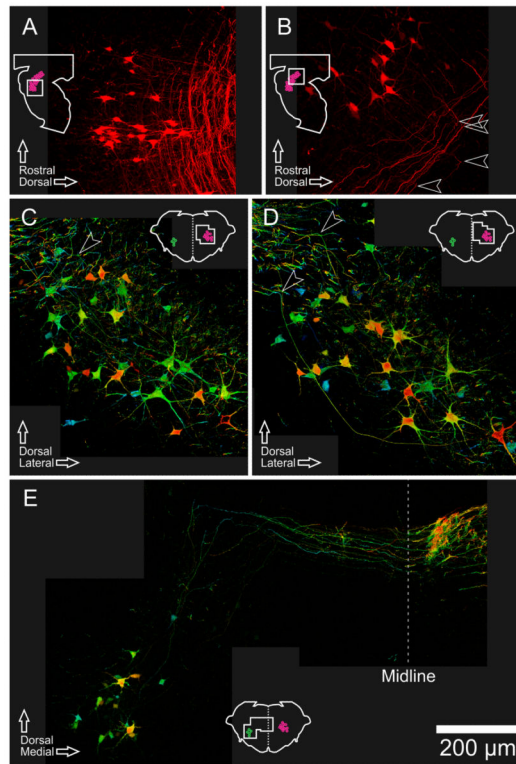 A
Rostral
Dorsal
B
Rostral
Dorsal
C
Dorsal
Lateral
D
Dorsal
Lateral
E
Midline
Dorsal
Medial
200 μm